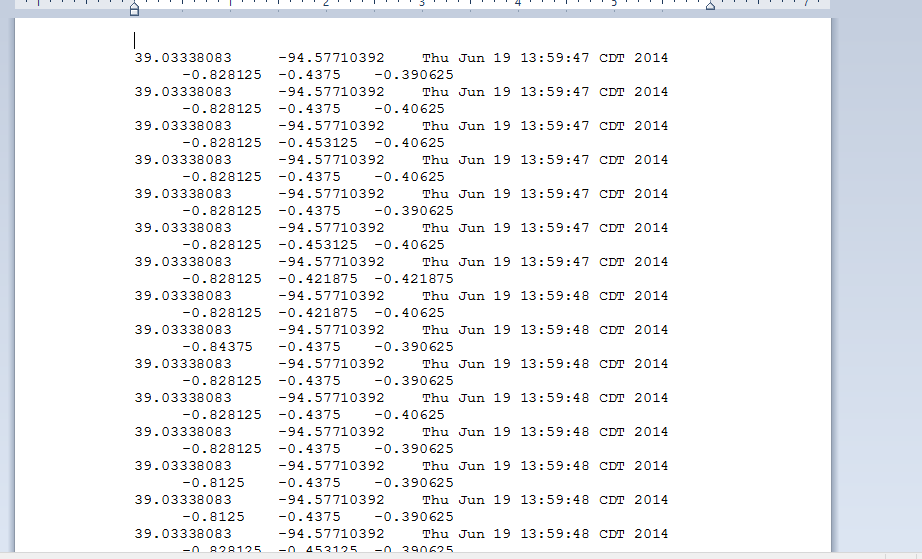 2 3 4 5 7
39.03338083 -94.57710392 Thu Jun 19 13:59:47 CDT 2014
-0.828125 -0.4375 -0.390625
39.03338083 -94.57710392 Thu Jun 19 13:59:47 CDT 2014
-0.828125 -0.4375 -0.40625
39.03338083 -94.57710392 Thu Jun 19 13:59:47 CDT 2014
-0.828125 -0.453125 -0.40625
39.03338083 -94.57710392 Thu Jun 19 13:59:47 CDT 2014
-0.828125 -0.4375 -0.40625
39.03338083 -94.57710392 Thu Jun 19 13:59:47 CDT 2014
-0.828125 -0.4375 -0.390625
39.03338083 -94.57710392 Thu Jun 19 13:59:47 CDT 2014
-0.828125 -0.453125 -0.40625
39.03338083 -94.57710392 Thu Jun 19 13:59:47 CDT 2014
-0.828125 -0.421875 -0.421875
39.03338083 -94.57710392 Thu Jun 19 13:59:48 CDT 2014
-0.828125 -0.421875 -0.40625
39.03338083 -94.57710392 Thu Jun 19 13:59:48 CDT 2014
-0.84375 -0.4375 -0.390625
39.03338083 -94.57710392 Thu Jun 19 13:59:48 CDT 2014
-0.828125 -0.4375 -0.390625
39.03338083 -94.57710392 Thu Jun 19 13:59:48 CDT 2014
-0.828125 -0.4375 -0.40625
39.03338083 -94.57710392 Thu Jun 19 13:59:48 CDT 2014
-0.828125 -0.4375 -0.390625
39.03338083 -94.57710392 Thu Jun 19 13:59:48 CDT 2014
-0.8125 -0.4375 -0.390625
39.03338083 -94.57710392 Thu Jun 19 13:59:48 CDT 2014
-0.8125 -0.4375 -0.390625
39.03338083 -94.57710392 Thu Jun 19 13:59:48 CDT 2014
-0.828125 -0.453125 -0.390625